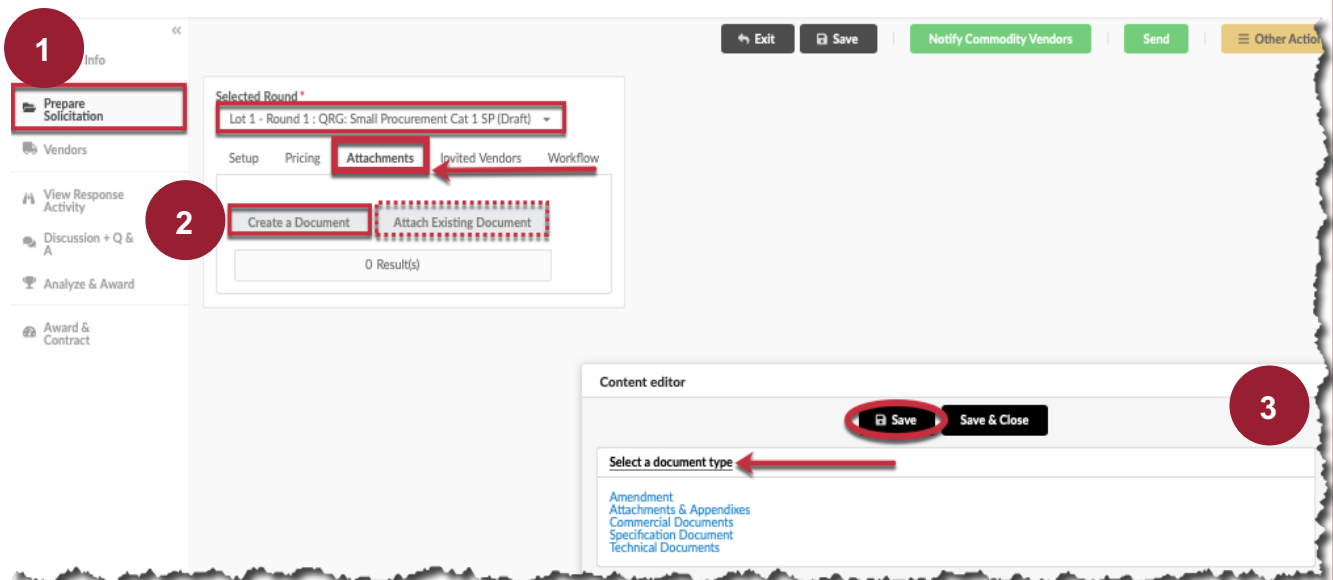 1
Info
Prepare
Solicitation
Vendors
View Response
Activity
Discussion + Q &
A
Analyze & Award
Award &
Contract
Exit
Save
Notify Commodity Vendors
Send
Other Action
Selected Round *
Lot 1 - Round 1 : QRG: Small Procurement Cat 1 SP (Draft)
Setup Pricing Attachments Invited Vendors Workflow
2
Create a Document
Attach Existing Document
0 Result(s)
Content editor
3
Save
Save & Close
Select a document type
Amendment
Attachments & Appendixes
Commercial Documents
Specification Document
Technical Documents